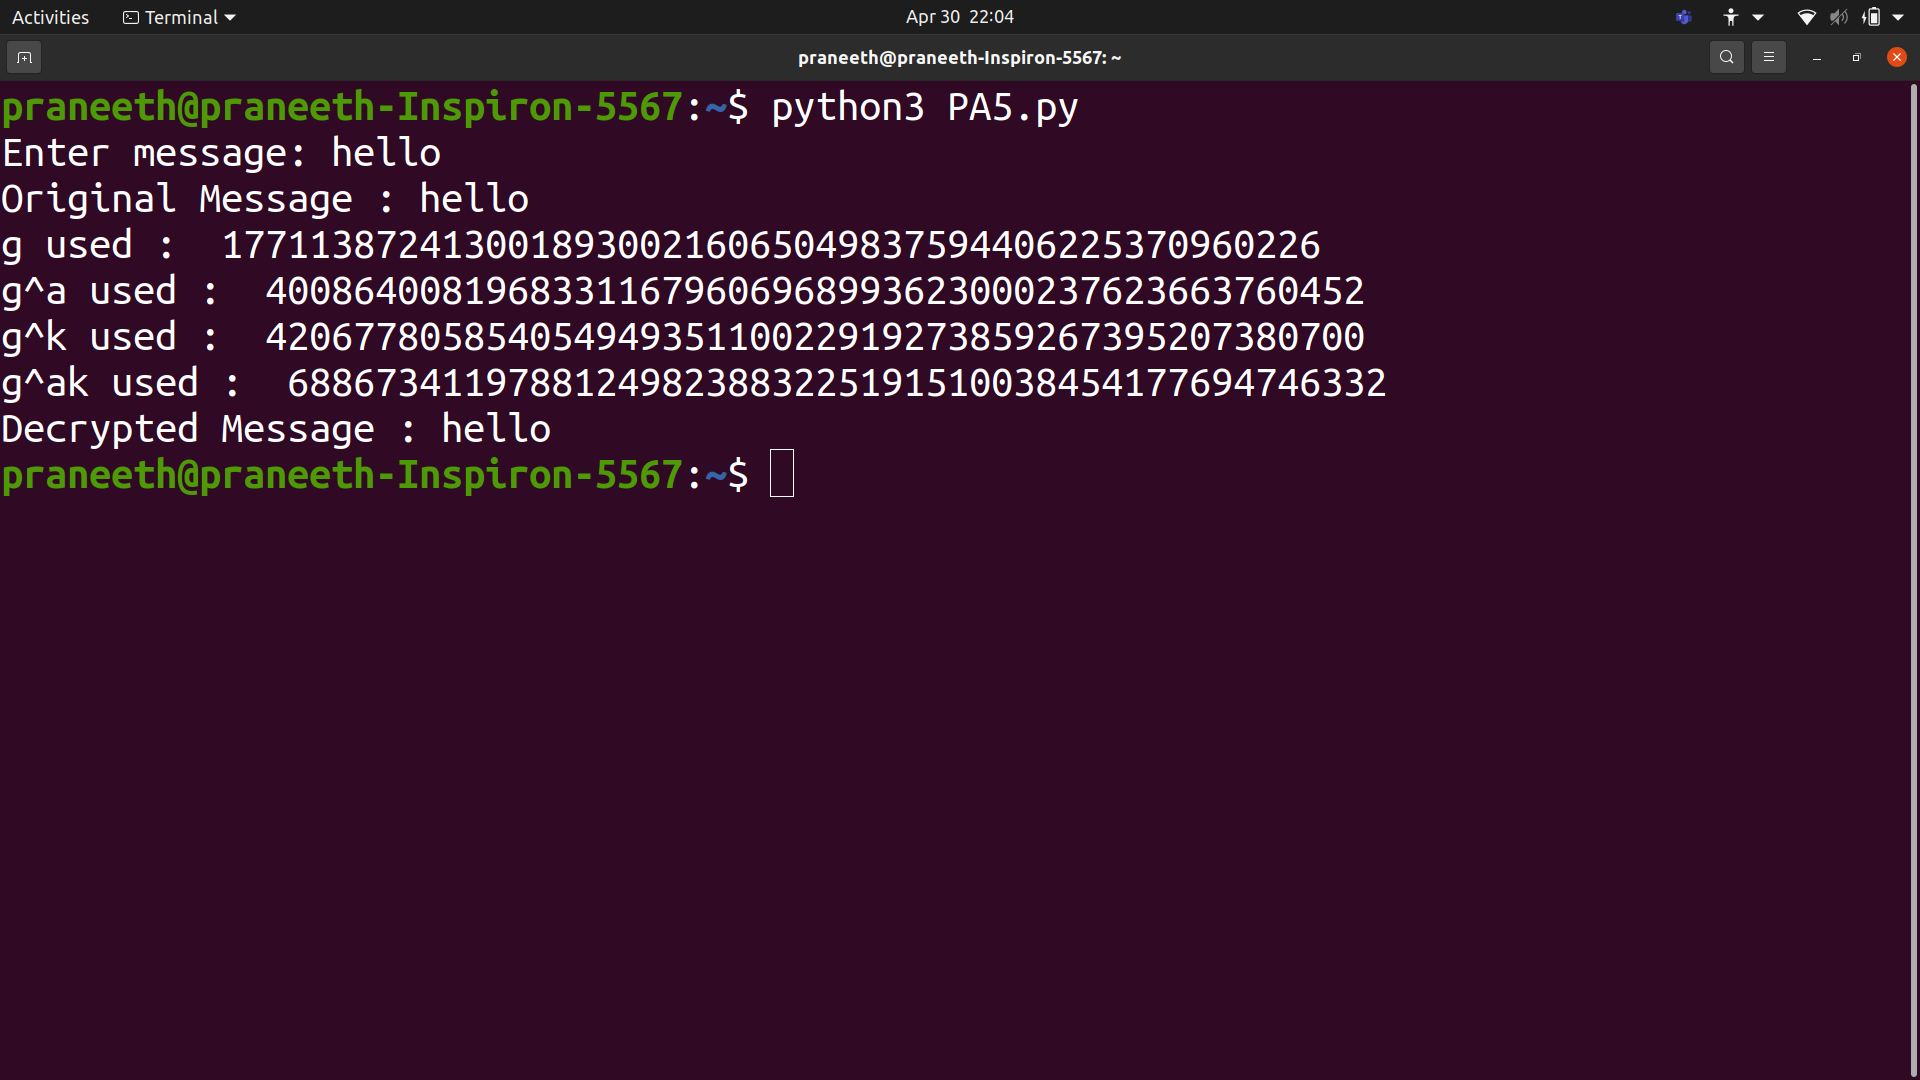 Activities Terminal Apr 30 22:04
praneeth@praneeth-Inspiron-5567: ~
praneeth@praneeth-Inspiron-5567:~$ python3 PA5.py
Enter message: hello
Original Message : hello
g used :  17711387241300189300216065049837594406225370960226
g^a used :  40086400819683311679606968993623000237623663760452
g^k used :  42067780585405494935110022919273859267395207380700
g^ak used :  68867341197881249823883225191510038454177694746332
Decrypted Message : hello
praneeth@praneeth-Inspiron-5567:~$